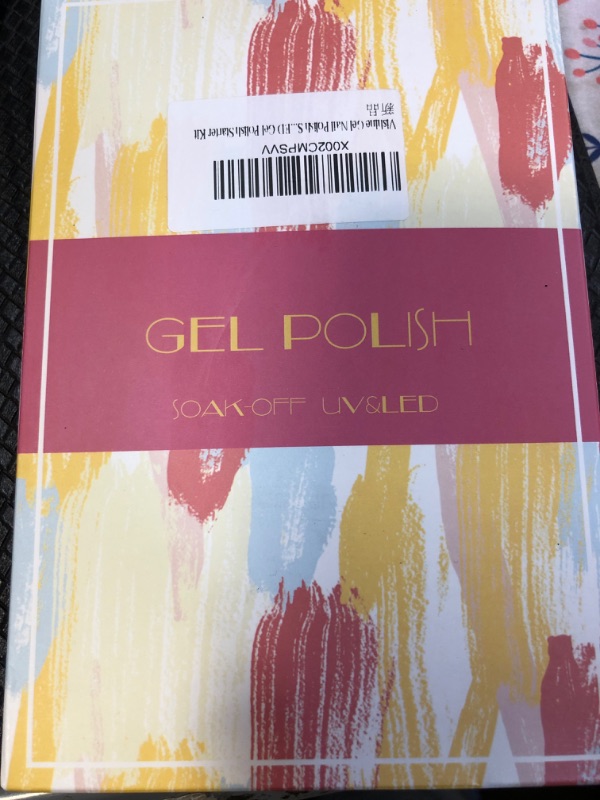 X002CMPSVV
Vishine Gel Nail Polish S...ED Gel Polish Starter Kit
新品
GEL POLISH
SOAK-OFF UV&LED